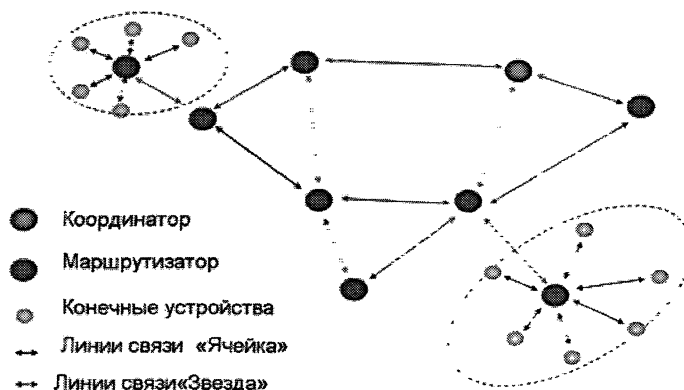 Координатор
Маршрутизатор
Конечные устройства
Линии связи «Ячейка»
Линии связи«Звезда»